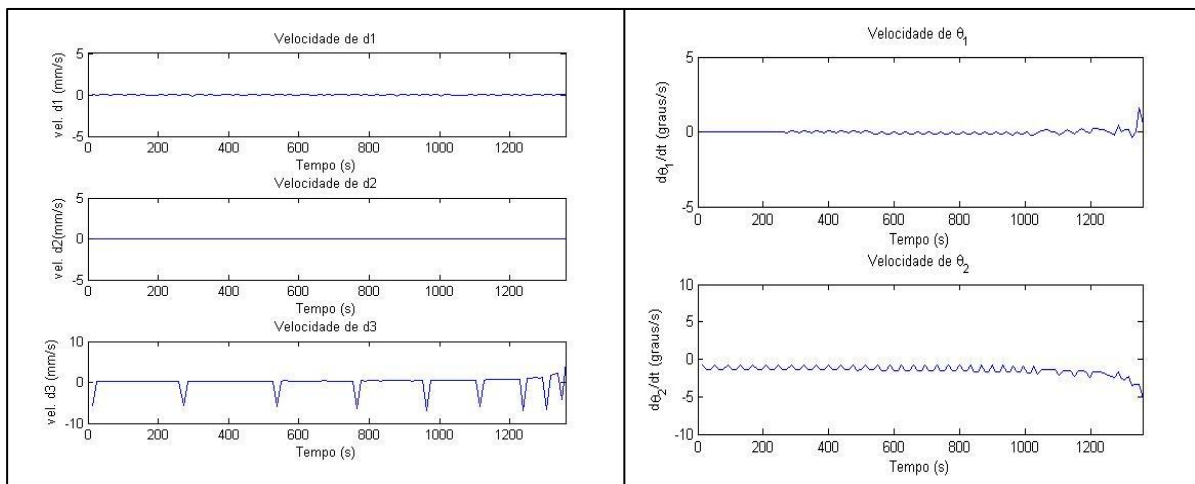 Velocidade de d1
vel. d1 (mm/s)
5
0
-5
0 200 400 600 800 1000 1200
Tempo (s)
Velocidade de d2
vel. d2(mm/s)
5
0
-5
0 200 400 600 800 1000 1200
Tempo (s)
Velocidade de d3
vel. d3 (mm/s)
10
0
-10
0 200 400 600 800 1000 1200
Tempo (s)
Velocidade de θ₁
dθ₁/dt (graus/s)
5
0
-5
0 200 400 600 800 1000 1200
Tempo (s)
Velocidade de θ₂
dθ₂/dt (graus/s)
10
5
0
-5
-10
0 200 400 600 800 1000 1200
Tempo (s)